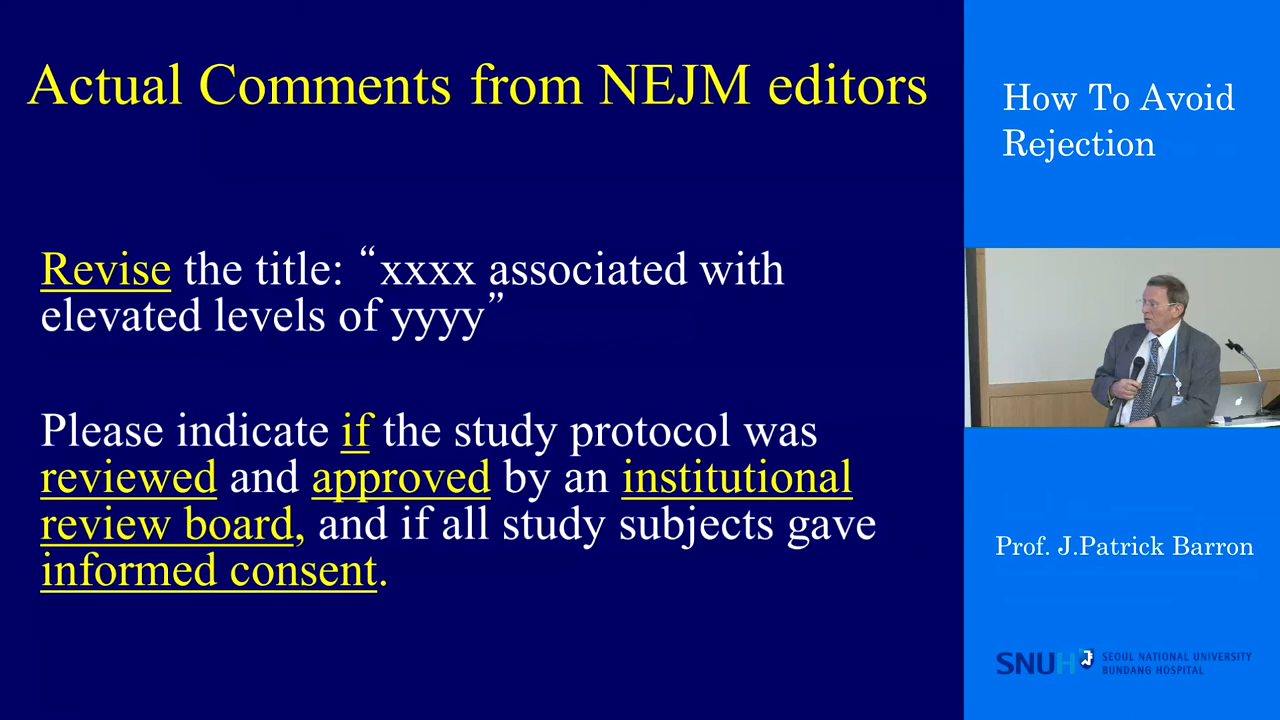 Actual Comments from NEJM editors
Revise the title: “xxxx associated with
elevated levels of yyyy”
Please indicate if the study protocol was
reviewed and approved by an institutional
review board, and if all study subjects gave
informed consent.
How To Avoid
Rejection
Prof. J.Patrick Barron
SNUH
SEOUL NATIONAL UNIVERSITY
BUNDANG HOSPITAL